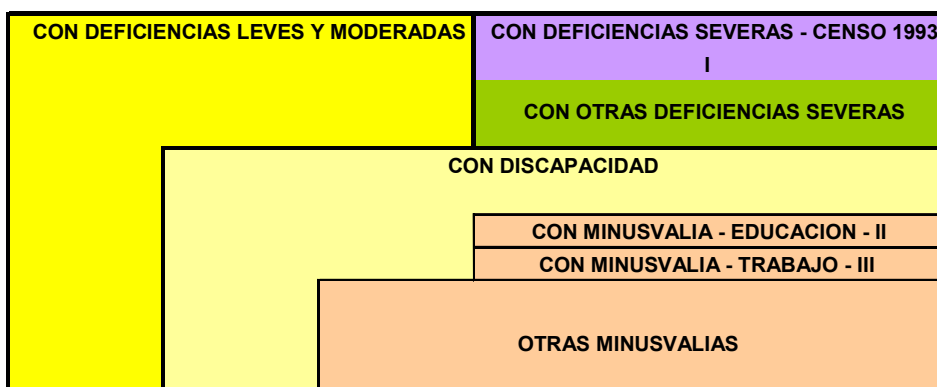 CON DEFICIENCIAS LEVES Y MODERADAS
CON DEFICIENCIAS SEVERAS - CENSO 1993
I
CON OTRAS DEFICIENCIAS SEVERAS
CON DISCAPACIDAD
CON MINUSVALIA - EDUCACION - II
CON MINUSVALIA - TRABAJO - III
OTRAS MINUSVALIAS